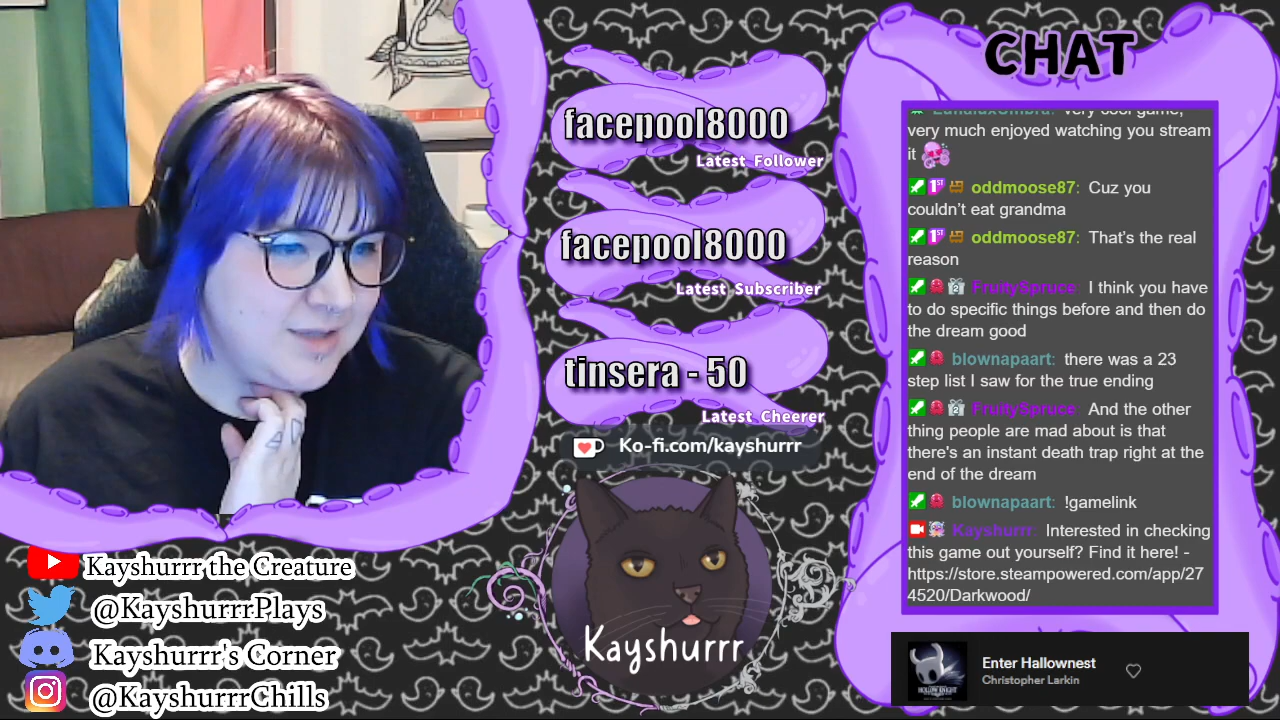 facepool8000
Latest Follower
facepool8000
Latest Subscriber
tinsera - 50
Latest Cheerer
Ko-fi.com/kayshurrr
Kayshurrr
Kayshurrr the Creature
@KayshurrrPlays
Kayshurrr's Corner
@KayshurrrChills
CHAT
very cool game,
very much enjoyed watching you stream
it
1ST oddmoose87: Cuz you
couldn't eat grandma
1ST oddmoose87: That's the real
reason
2 FruitySpruce: I think you have
to do specific things before and then do
the dream good
blownapaart: there was a 23
step list I saw for the true ending
2 FruitySpruce: And the other
thing people are mad about is that
there's an instant death trap right at the
end of the dream
blownapaart: !gamelink
Kayshurrr: Interested in checking
this game out yourself? Find it here! -
https://store.steampowered.com/app/27
4520/Darkwood/
HOLLOW KNIGHT
Enter Hallownest
Christopher Larkin